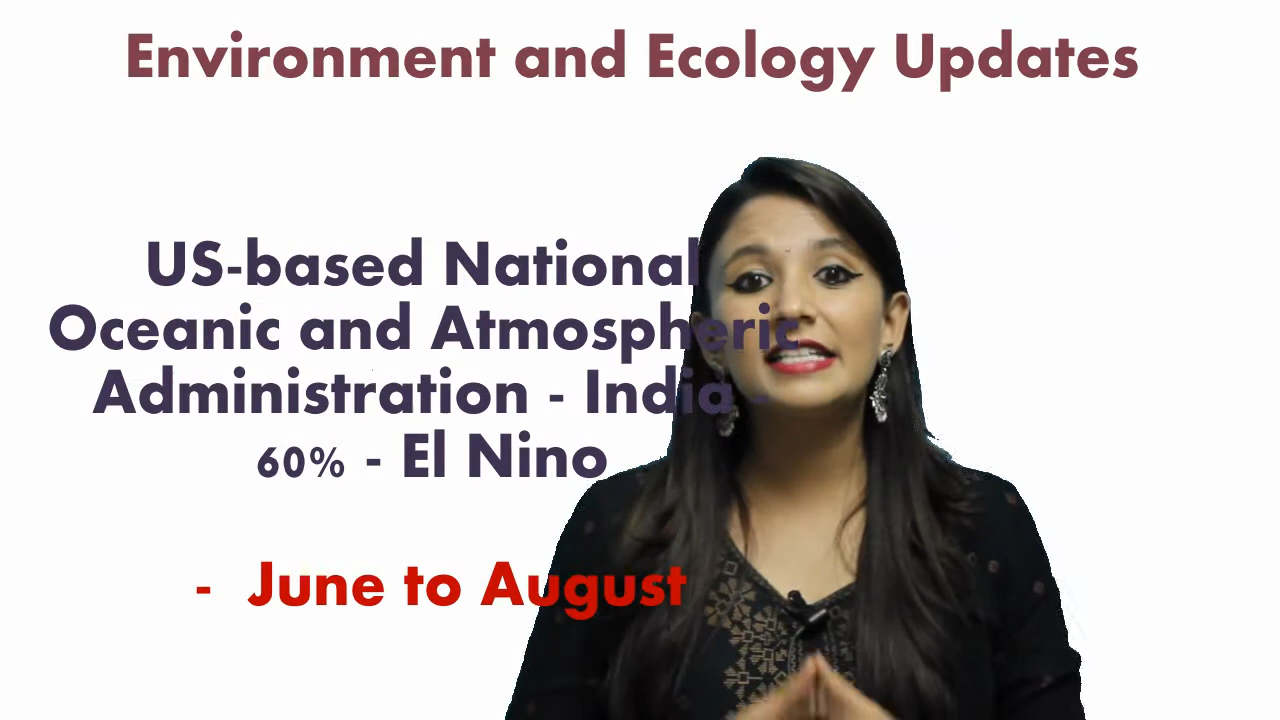 Environment and Ecology Updates
US-based National
Oceanic and Atmospheric
Administration - India -
60% - El Nino
- June to August